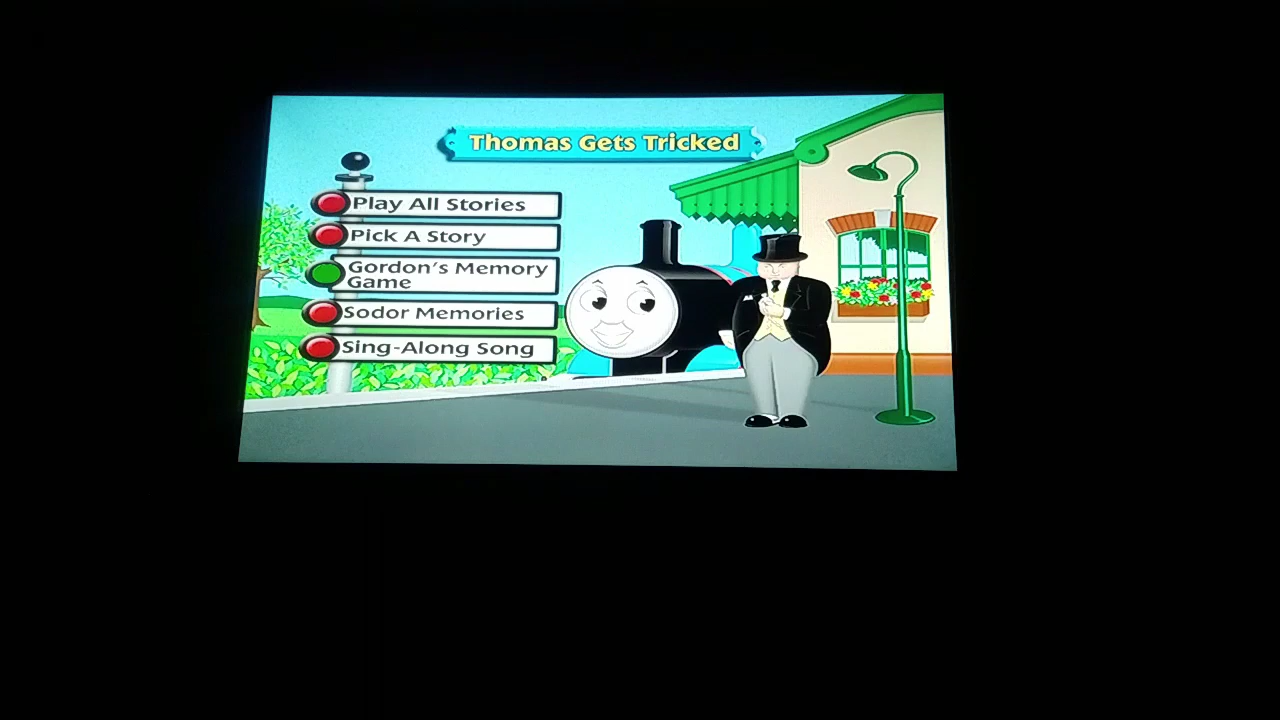 Thomas Gets Tricked
Play All Stories
Pick A Story
Gordon's Memory
Game
Sodor Memories
Sing-Along Song